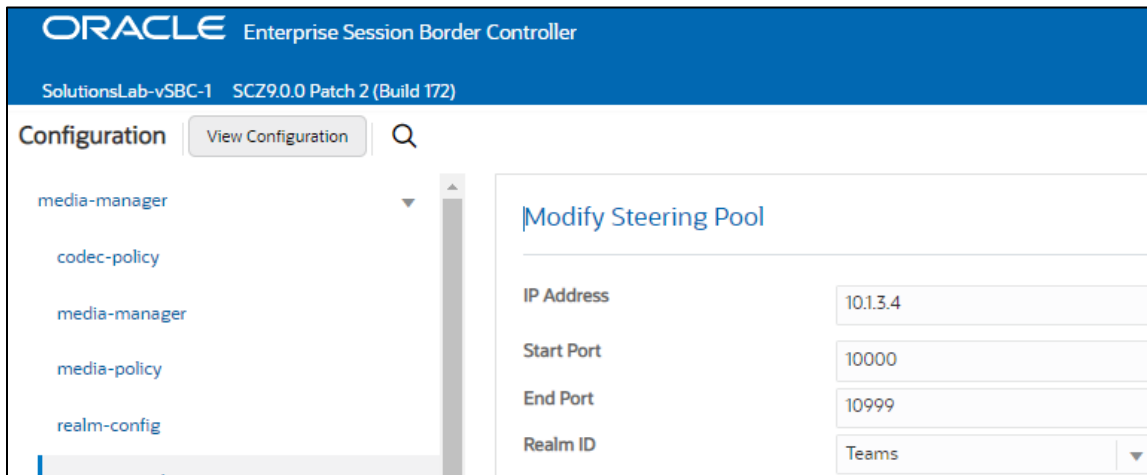 ORACLE Enterprise Session Border Controller
SolutionsLab-vSBC-1 SCZ9.0.0 Patch 2 (Build 172)
Configuration View Configuration
media-manager
codec-policy
media-manager
media-policy
realm-config
Modify Steering Pool
IP Address 10.1.3.4
Start Port 10000
End Port 10999
Realm ID Teams